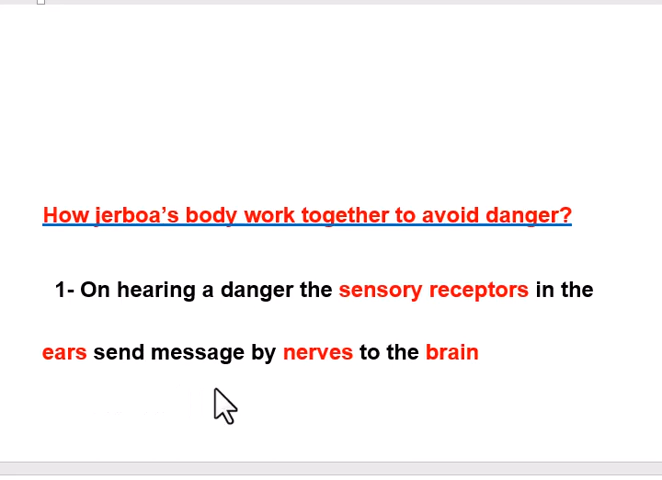 How jerboa's body work together to avoid danger?
1- On hearing a danger the sensory receptors in the
ears send message by nerves to the brain